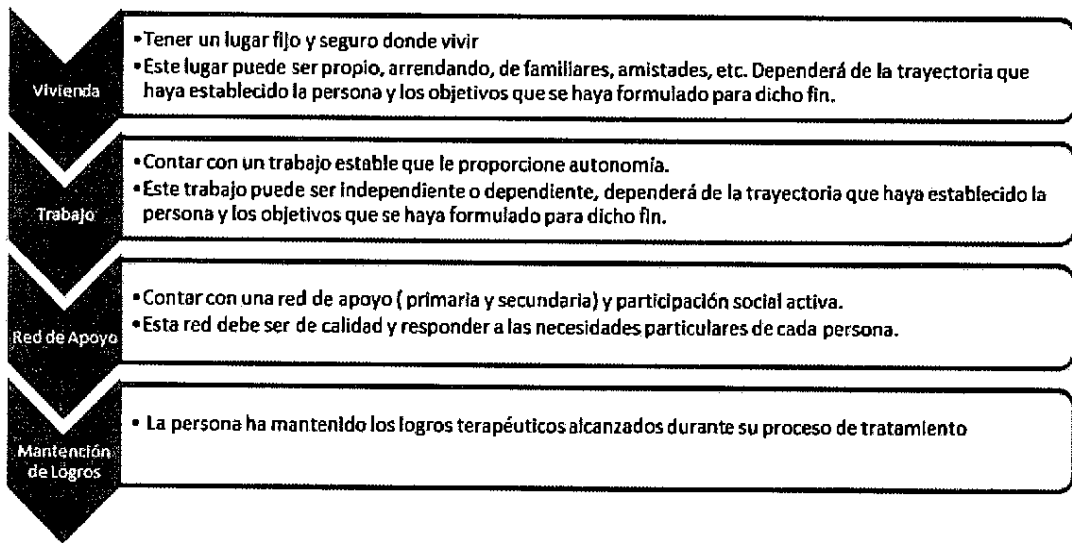 Vivienda
•Tener un lugar fijo y seguro donde vivir
•Este lugar puede ser propio, arrendando, de familiares, amistades, etc. Dependerá de la trayectoria que
haya establecido la persona y los objetivos que se haya formulado para dicho fin.
Trabajo
•Contar con un trabajo estable que le proporcione autonomía.
•Este trabajo puede ser independiente o dependiente, dependerá de la trayectoria que haya establecido la
persona y los objetivos que se haya formulado para dicho fin.
Red de Apoyo
•Contar con una red de apoyo ( primaria y secundaria) y participación social activa.
•Esta red debe ser de calidad y responder a las necesidades particulares de cada persona.
Mantención
de Logros
• La persona ha mantenido los logros terapéuticos alcanzados durante su proceso de tratamiento